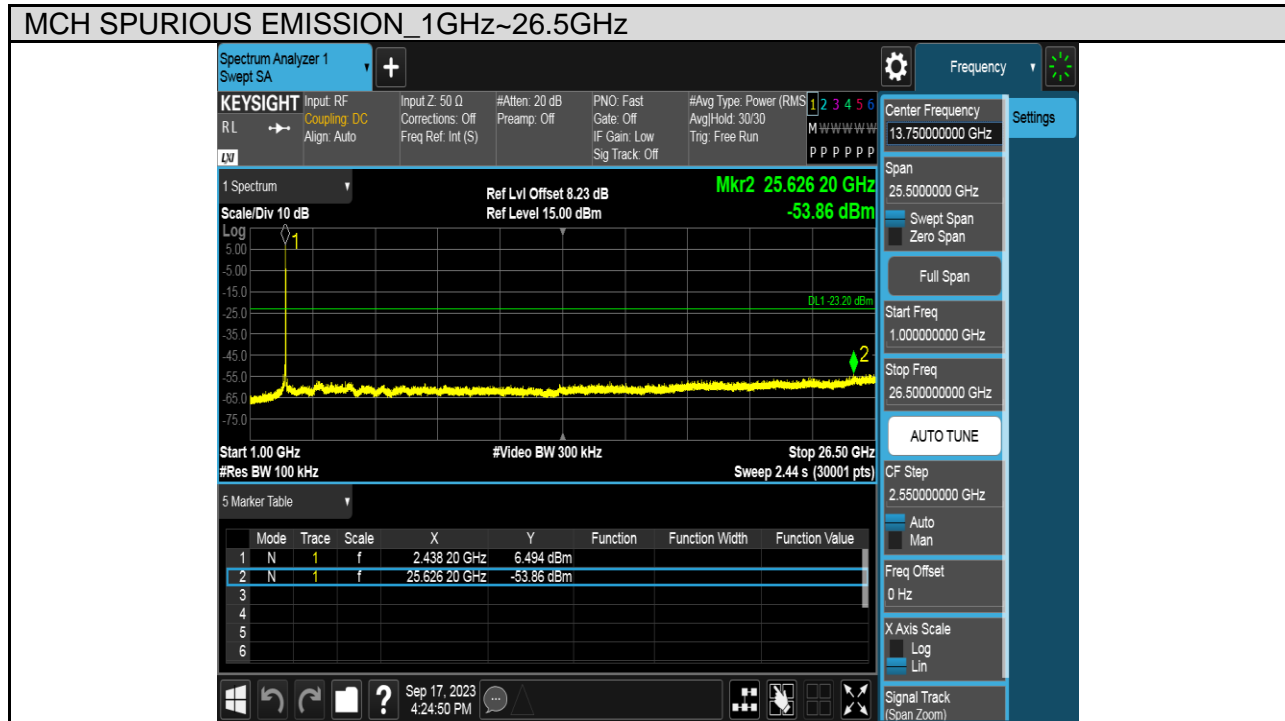 MCH SPURIOUS EMISSION_1GHz~26.5GHz
Spectrum Analyzer 1
Swept SA
Frequency
KEYSIGHT
RL
LXI
Input: RF
Coupling: DC
Align: Auto
Input Z: 50 Ω
Corrections: Off
Freq Ref: Int (S)
#Atten: 20 dB
Preamp: Off
PNO: Fast
Gate: Off
IF Gain: Low
Sig Track: Off
#Avg Type: Power (RMS
Avg|Hold: 30/30
Trig: Free Run
1 2 3 4 5 6
M W W W W W
P P P P P P
1 Spectrum
Scale/Div 10 dB
Ref Lvl Offset 8.23 dB
Ref Level 15.00 dBm
Mkr2 25.626 20 GHz
-53.86 dBm
Log
1
5.00
-5.00
-15.0
DL1 -23.20 dBm
-25.0
-35.0
-45.0
2
-55.0
-65.0
-75.0
Start 1.00 GHz
#Video BW 300 kHz
Stop 26.50 GHz
#Res BW 100 kHz
Sweep 2.44 s (30001 pts)
5 Marker Table
Mode Trace Scale X Y Function Function Width Function Value
1 N 1 f 2.438 20 GHz 6.494 dBm
2 N 1 f 25.626 20 GHz -53.86 dBm
3
4
5
6
?
Sep 17, 2023
4:24:50 PM
Center Frequency
13.750000000 GHz
Settings
Span
25.5000000 GHz
Swept Span
Zero Span
Full Span
Start Freq
1.000000000 GHz
Stop Freq
26.500000000 GHz
AUTO TUNE
CF Step
2.550000000 GHz
Auto
Man
Freq Offset
0 Hz
X Axis Scale
Log
Lin
Signal Track
(Span Zoom)